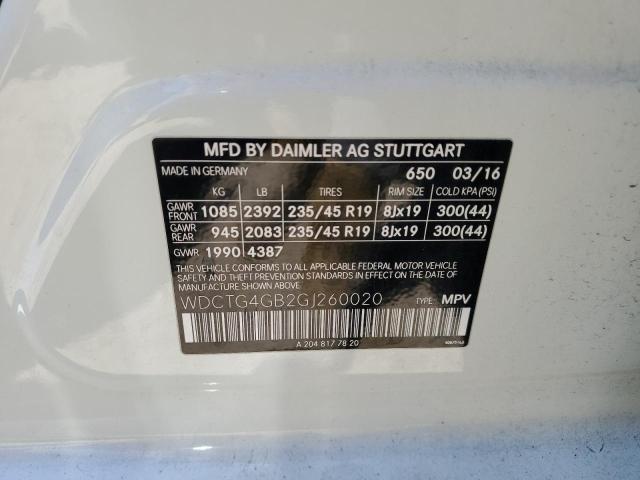 MFD BY DAIMLER AG STUTTGART
MADE IN GERMANY 650 03/16
KG LB TIRES RIM SIZE COLD KPA(PSI)
GAWR FRONT 1085 2392 235/45 R19 8Jx19 300(44)
GAWR REAR 945 2083 235/45 R19 8Jx19 300(44)
GVWR 1990 4387
THIS VEHICLE CONFORMS TO ALL APPLICABLE FEDERAL MOTOR VEHICLE
SAFETY AND THEFT PREVENTION STANDARDS IN EFFECT ON THE DATE OF
MANUFACTURE SHOWN ABOVE.
WDCTG4GB2GJ260020 TYPE: MPV
A 204 817 78 20